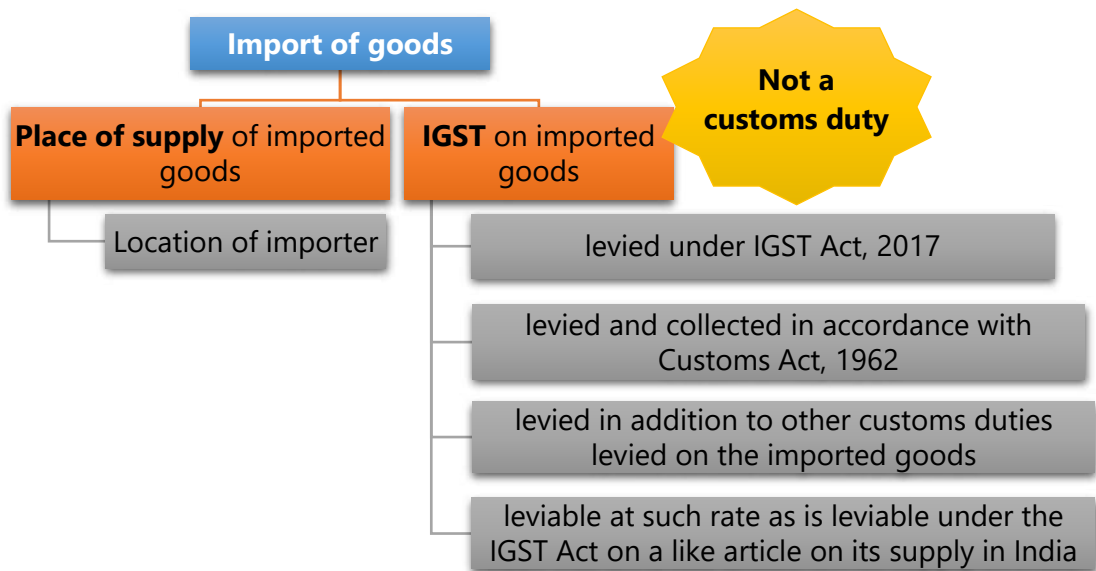 Import of goods
Not a
customs duty
Place of supply of imported
goods
IGST on imported
goods
Location of importer
levied under IGST Act, 2017
levied and collected in accordance with
Customs Act, 1962
levied in addition to other customs duties
levied on the imported goods
leviable at such rate as is leviable under the
IGST Act on a like article on its supply in India